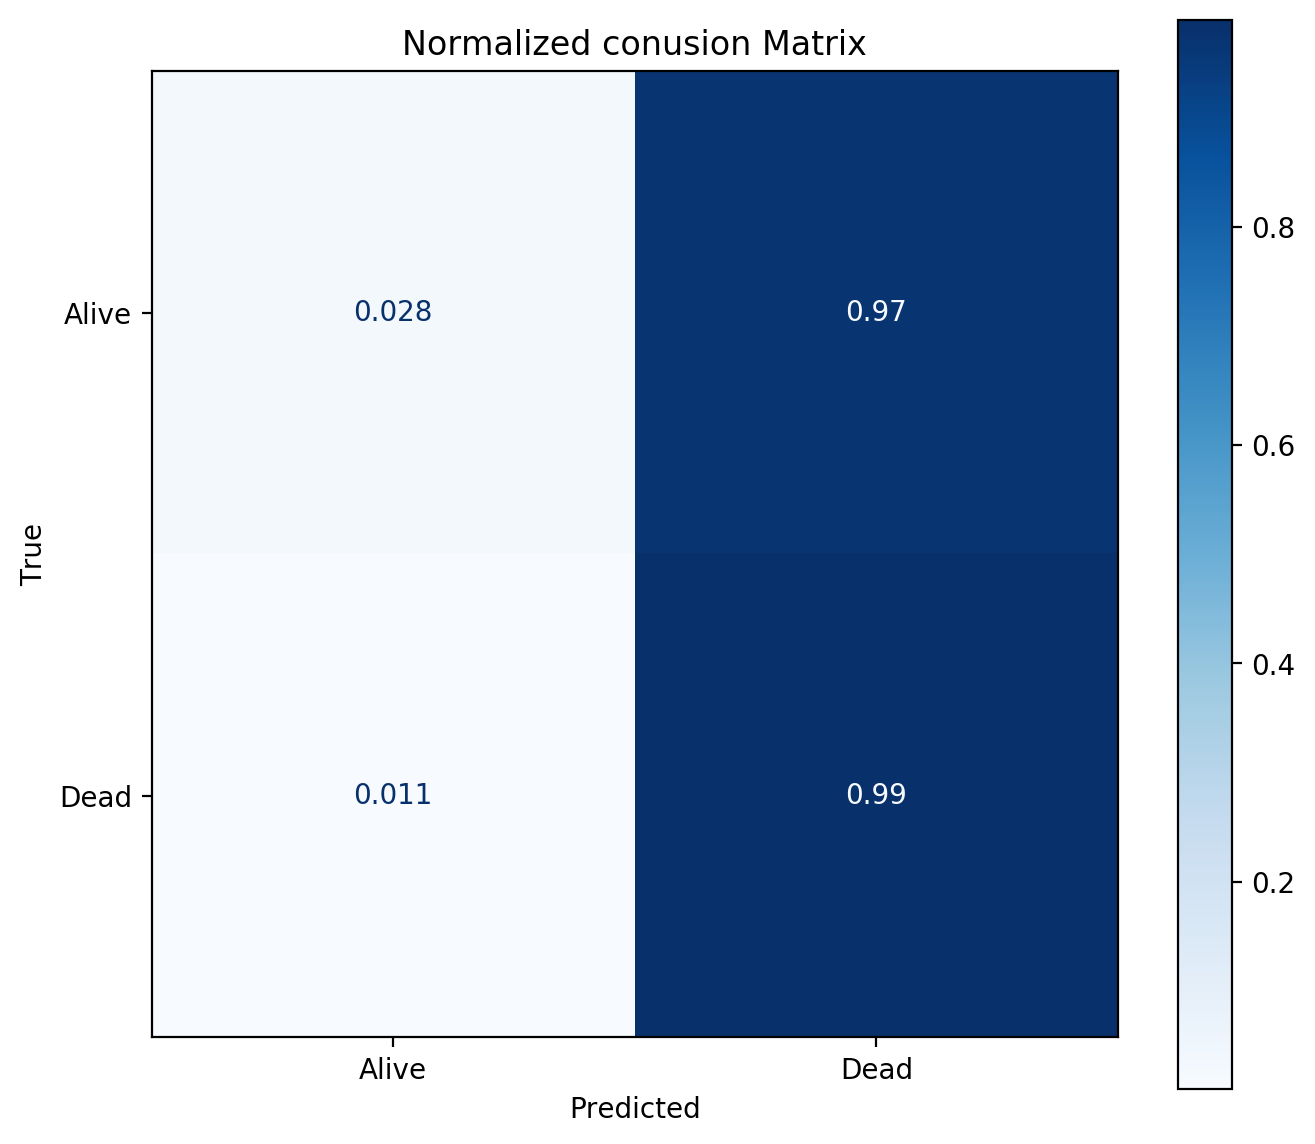 Normalized conusion Matrix
0.8
Alive
0.028
0.97
0.6
True
0.4
Dead
0.011
0.99
0.2
Alive
Dead
Predicted